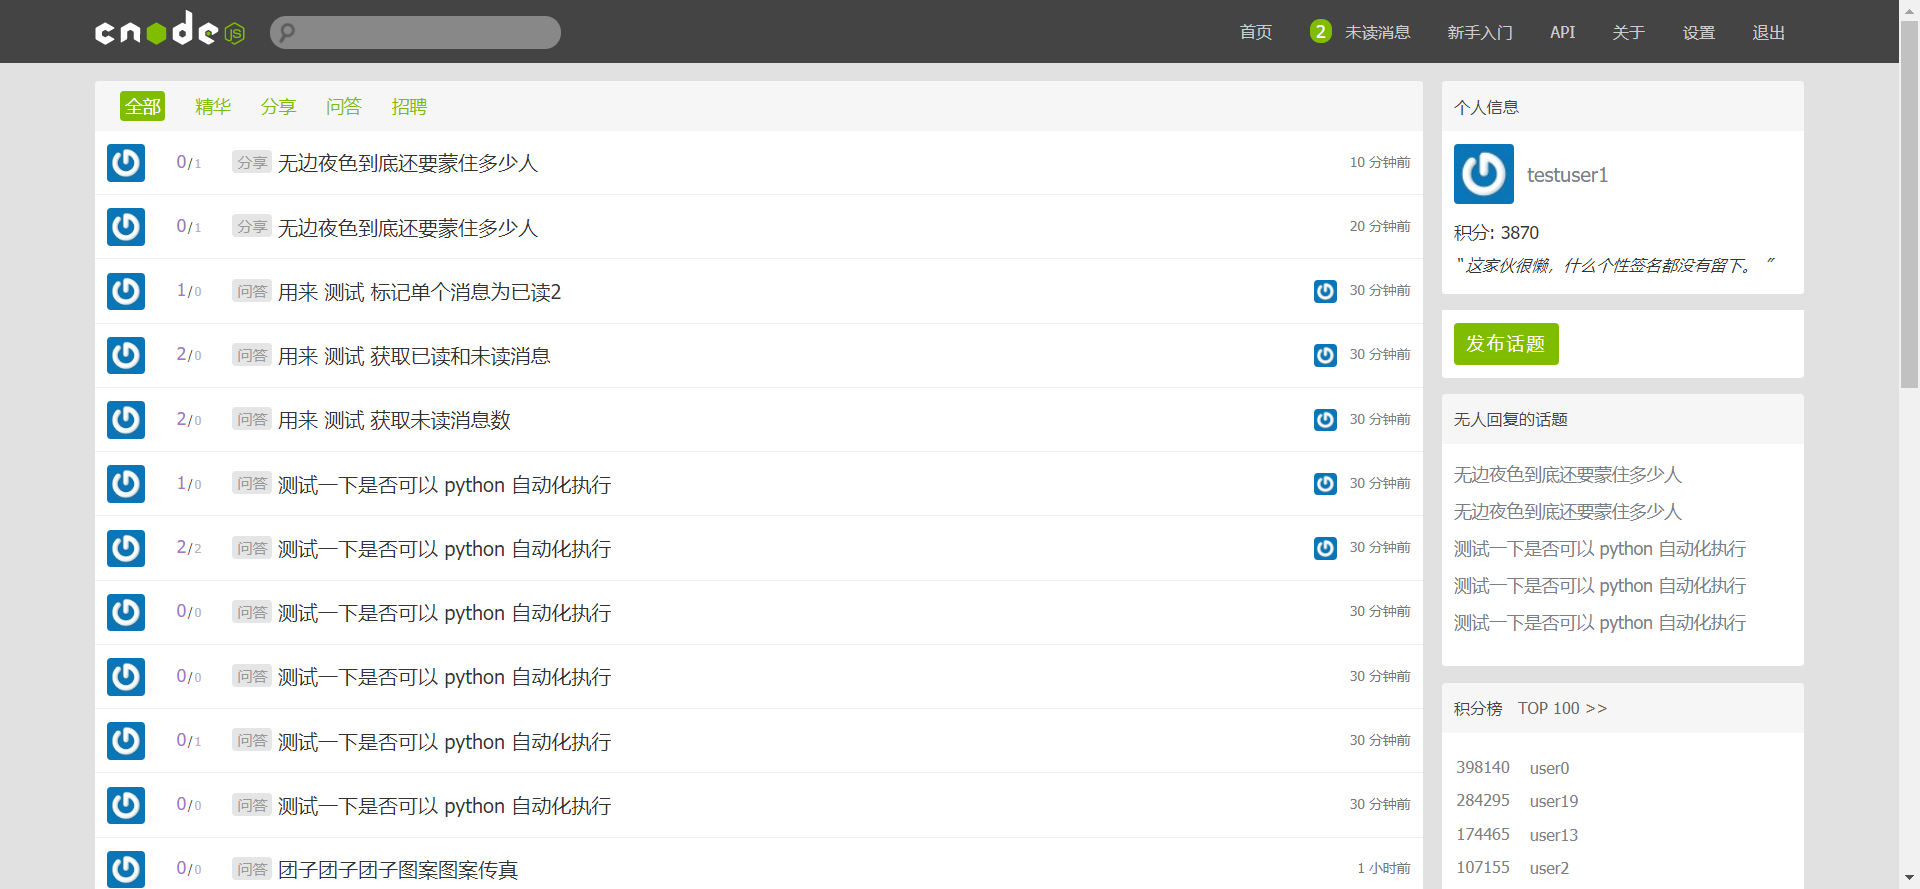 cnode JS
首页 2 未读消息 新手入门 API 关于 设置 退出
全部 精华 分享 问答 招聘
0/1 分享 无边夜色到底还要蒙住多少人 10 分钟前
0/1 分享 无边夜色到底还要蒙住多少人 20 分钟前
1/0 问答 用来 测试 标记单个消息为已读2 30 分钟前
2/0 问答 用来 测试 获取已读和未读消息 30 分钟前
2/0 问答 用来 测试 获取未读消息数 30 分钟前
1/0 问答 测试一下是否可以 python 自动化执行 30 分钟前
2/2 问答 测试一下是否可以 python 自动化执行 30 分钟前
0/0 问答 测试一下是否可以 python 自动化执行 30 分钟前
0/0 问答 测试一下是否可以 python 自动化执行 30 分钟前
0/1 问答 测试一下是否可以 python 自动化执行 30 分钟前
0/0 问答 测试一下是否可以 python 自动化执行 30 分钟前
0/0 问答 团子团子团子图案图案传真 1 小时前
个人信息
testuser1
积分: 3870
“ 这家伙很懒，什么个性签名都没有留下。 ”
发布话题
无人回复的话题
无边夜色到底还要蒙住多少人
无边夜色到底还要蒙住多少人
测试一下是否可以 python 自动化执行
测试一下是否可以 python 自动化执行
测试一下是否可以 python 自动化执行
积分榜 TOP 100 >>
398140 user0
284295 user19
174465 user13
107155 user2